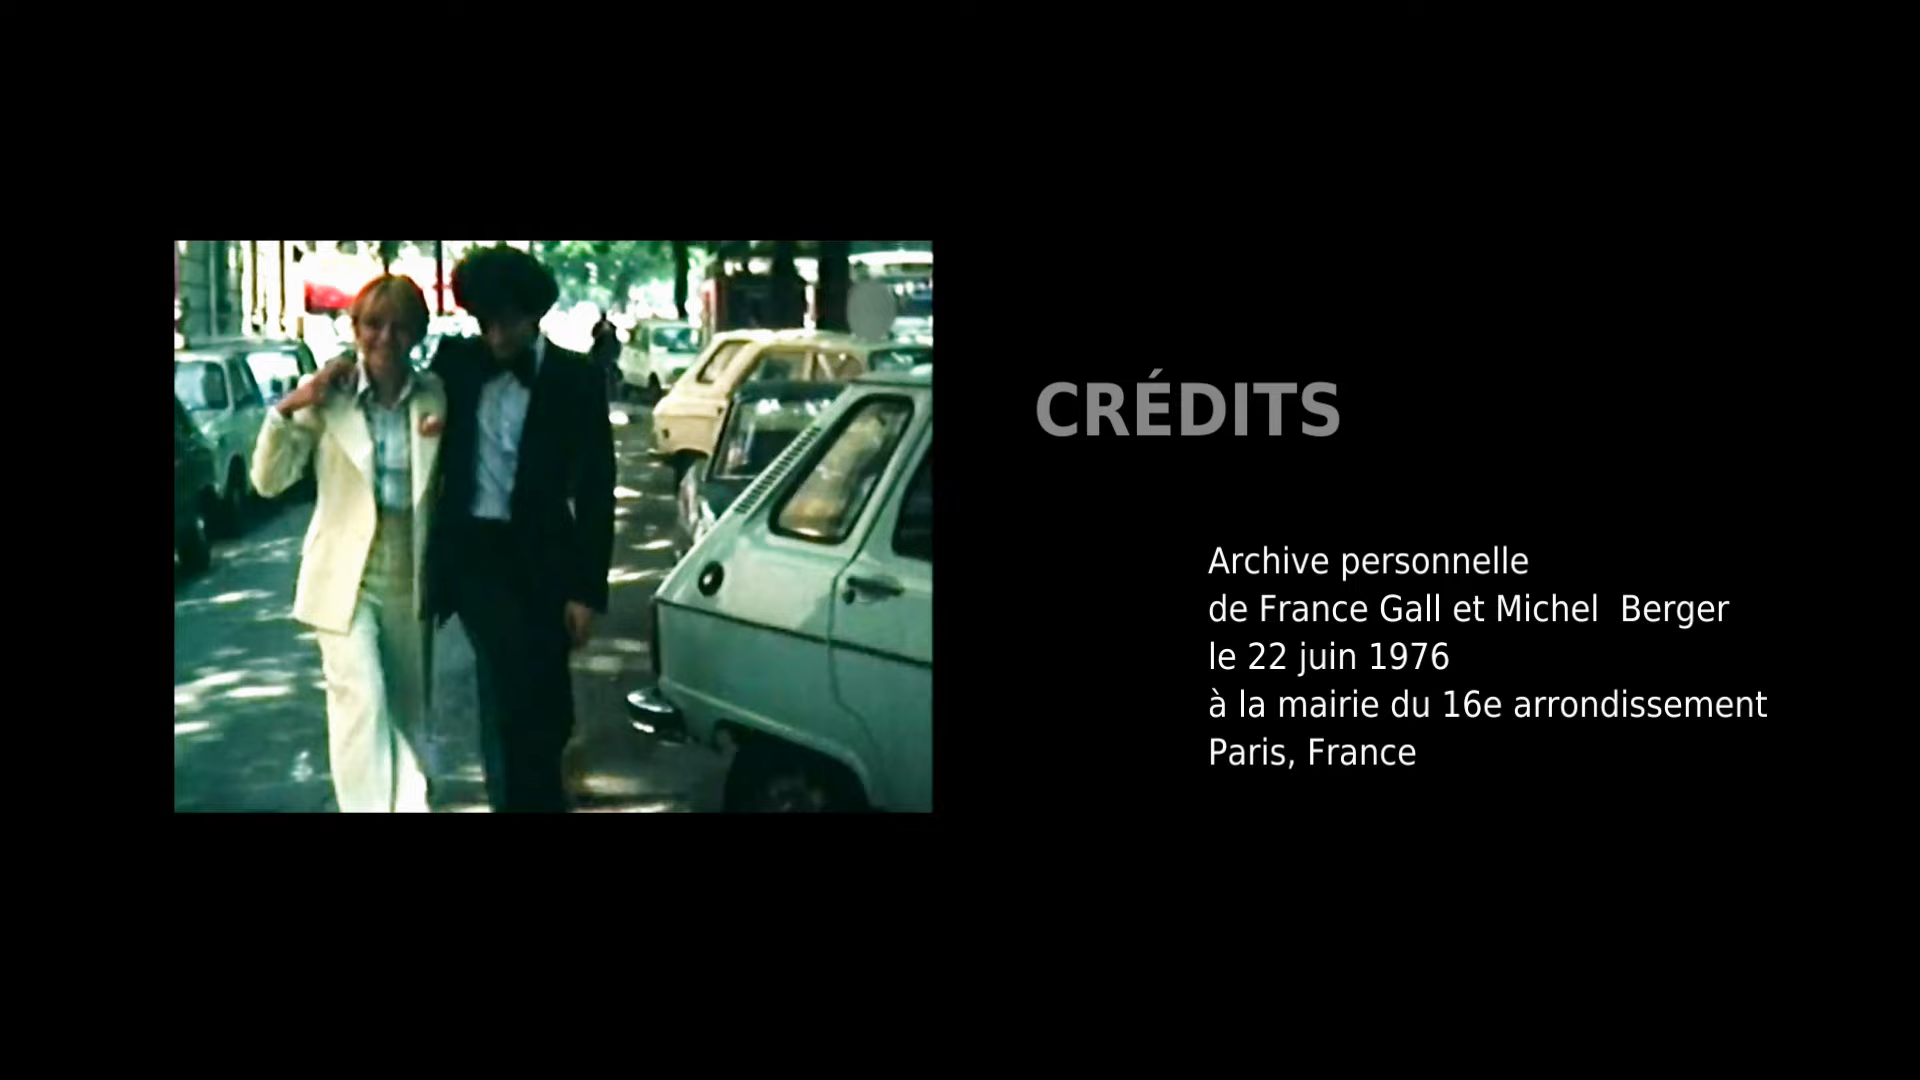 CRÉDITS
Archive personnelle
de France Gall et Michel  Berger
le 22 juin 1976
à la mairie du 16e arrondissement
Paris, France